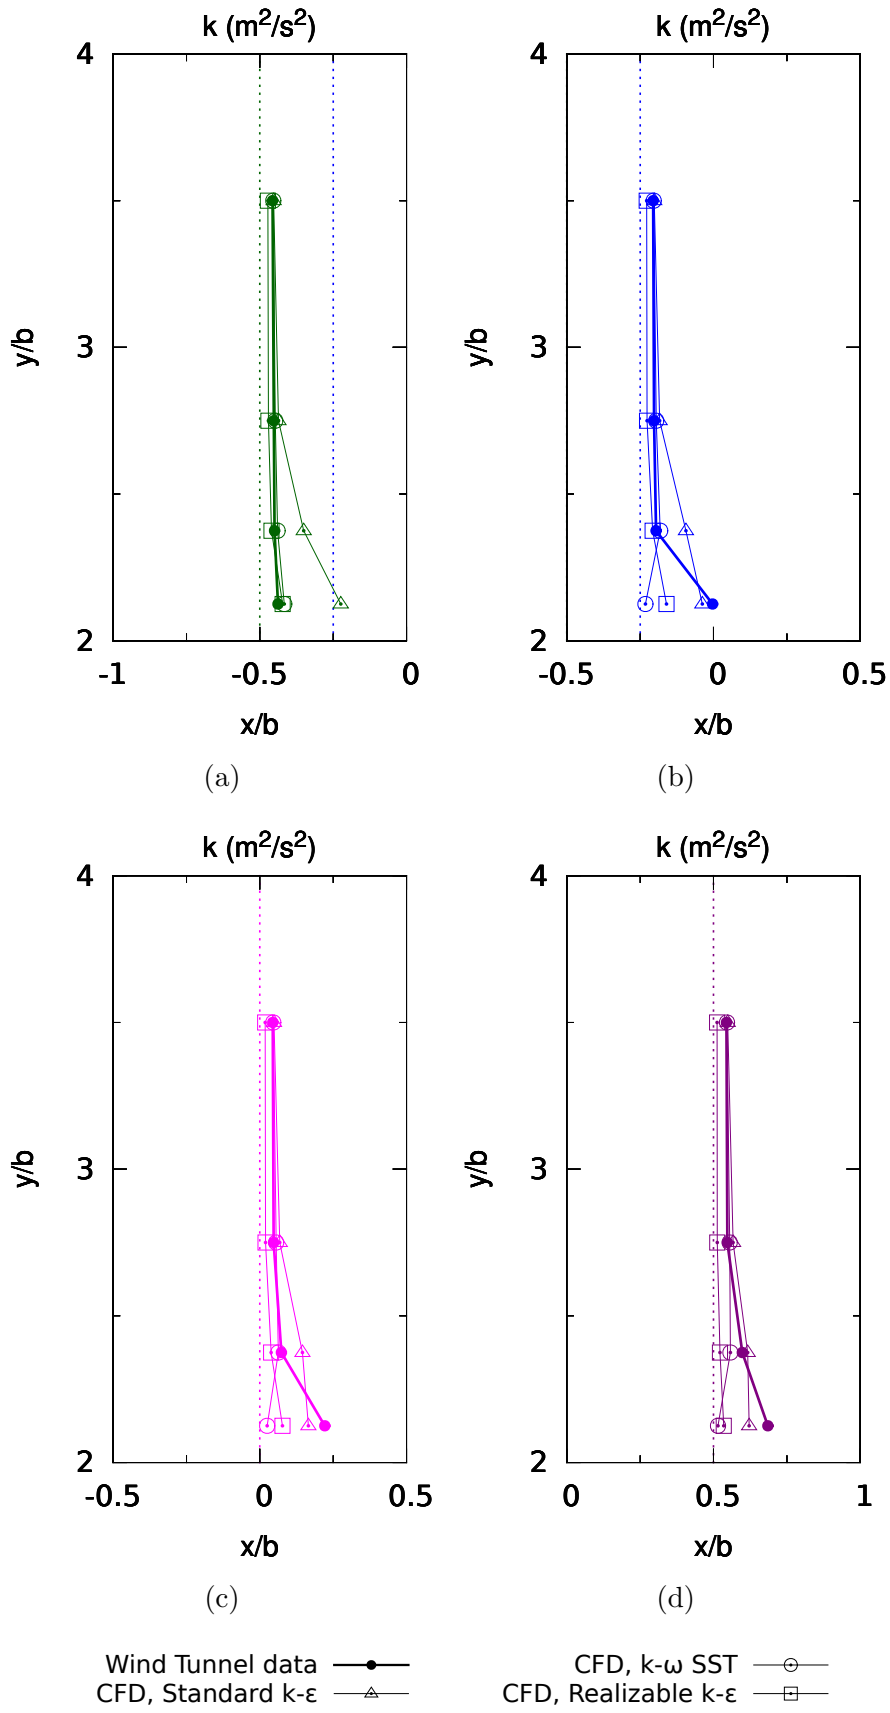 k (m²/s²)
k (m²/s²)
4
4
y/b
3
y/b
3
2
2
-1
-0.5
0
-0.5
0
0.5
x/b
x/b
(a)
(b)
k (m²/s²)
k (m²/s²)
4
4
y/b
3
y/b
3
2
2
-0.5
0
0.5
0
0.5
1
x/b
x/b
(c)
(d)
Wind Tunnel data
CFD, k-ω SST
CFD, Standard k-ε
CFD, Realizable k-ε